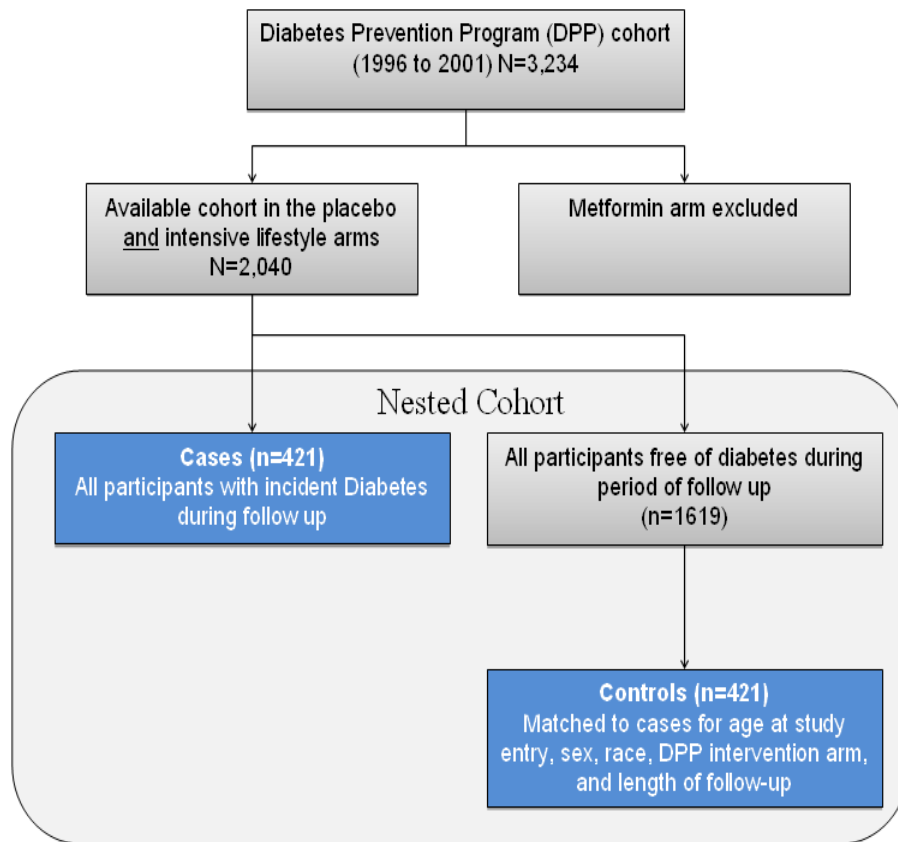 Diabetes Prevention Program (DPP) cohort
(1996 to 2001) N=3,234
Available cohort in the placebo
and intensive lifestyle arms
N=2,040
Metformin arm excluded
Nested Cohort
Cases (n=421)
All participants with incident Diabetes
during follow up
All participants free of diabetes during
period of follow up
(n=1619)
Controls (n=421)
Matched to cases for age at study
entry, sex, race, DPP intervention arm,
and length of follow-up